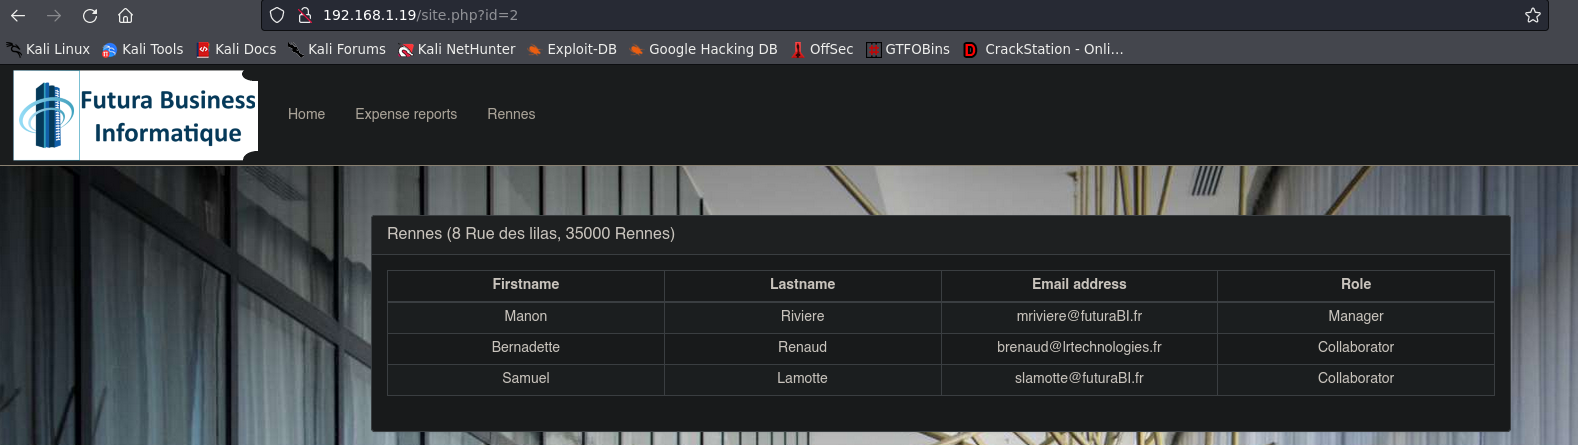 192.168.1.19/site.php?id=2
Kali Linux Kali Tools Kali Docs Kali Forums Kali NetHunter Exploit-DB Google Hacking DB OffSec GTFOBins CrackStation - Onli...
Futura Business
Informatique
Home Expense reports Rennes
Rennes (8 Rue des lilas, 35000 Rennes)
Firstname Lastname Email address Role
Manon Riviere mriviere@futuraBI.fr Manager
Bernadette Renaud brenaud@lrtechnologies.fr Collaborator
Samuel Lamotte slamotte@futuraBI.fr Collaborator